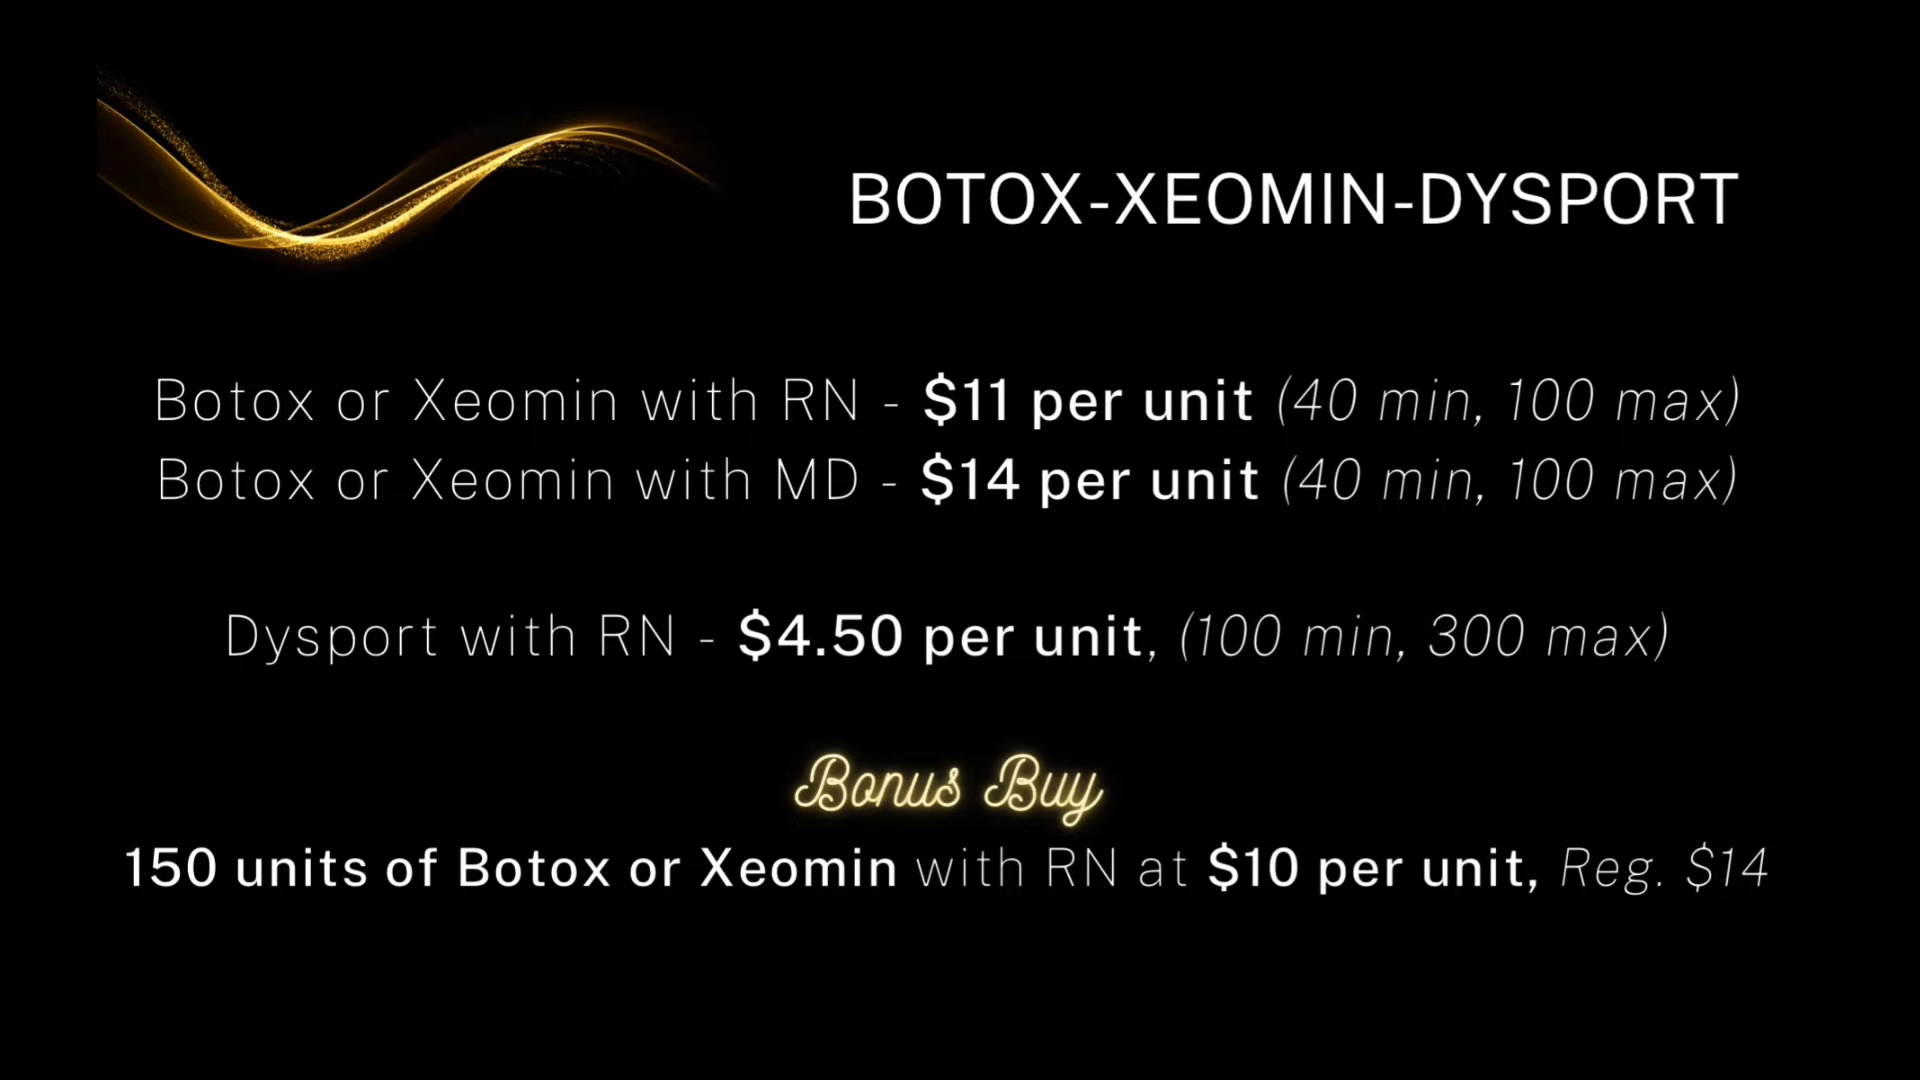 BOTOX-XEOMIN-DYSPORT
Botox or Xeomin with RN - $11 per unit (40 min, 100 max)
Botox or Xeomin with MD - $14 per unit (40 min, 100 max)
Dysport with RN - $4.50 per unit, (100 min, 300 max)
Bonus Buy
150 units of Botox or Xeomin with RN at $10 per unit, Reg. $14